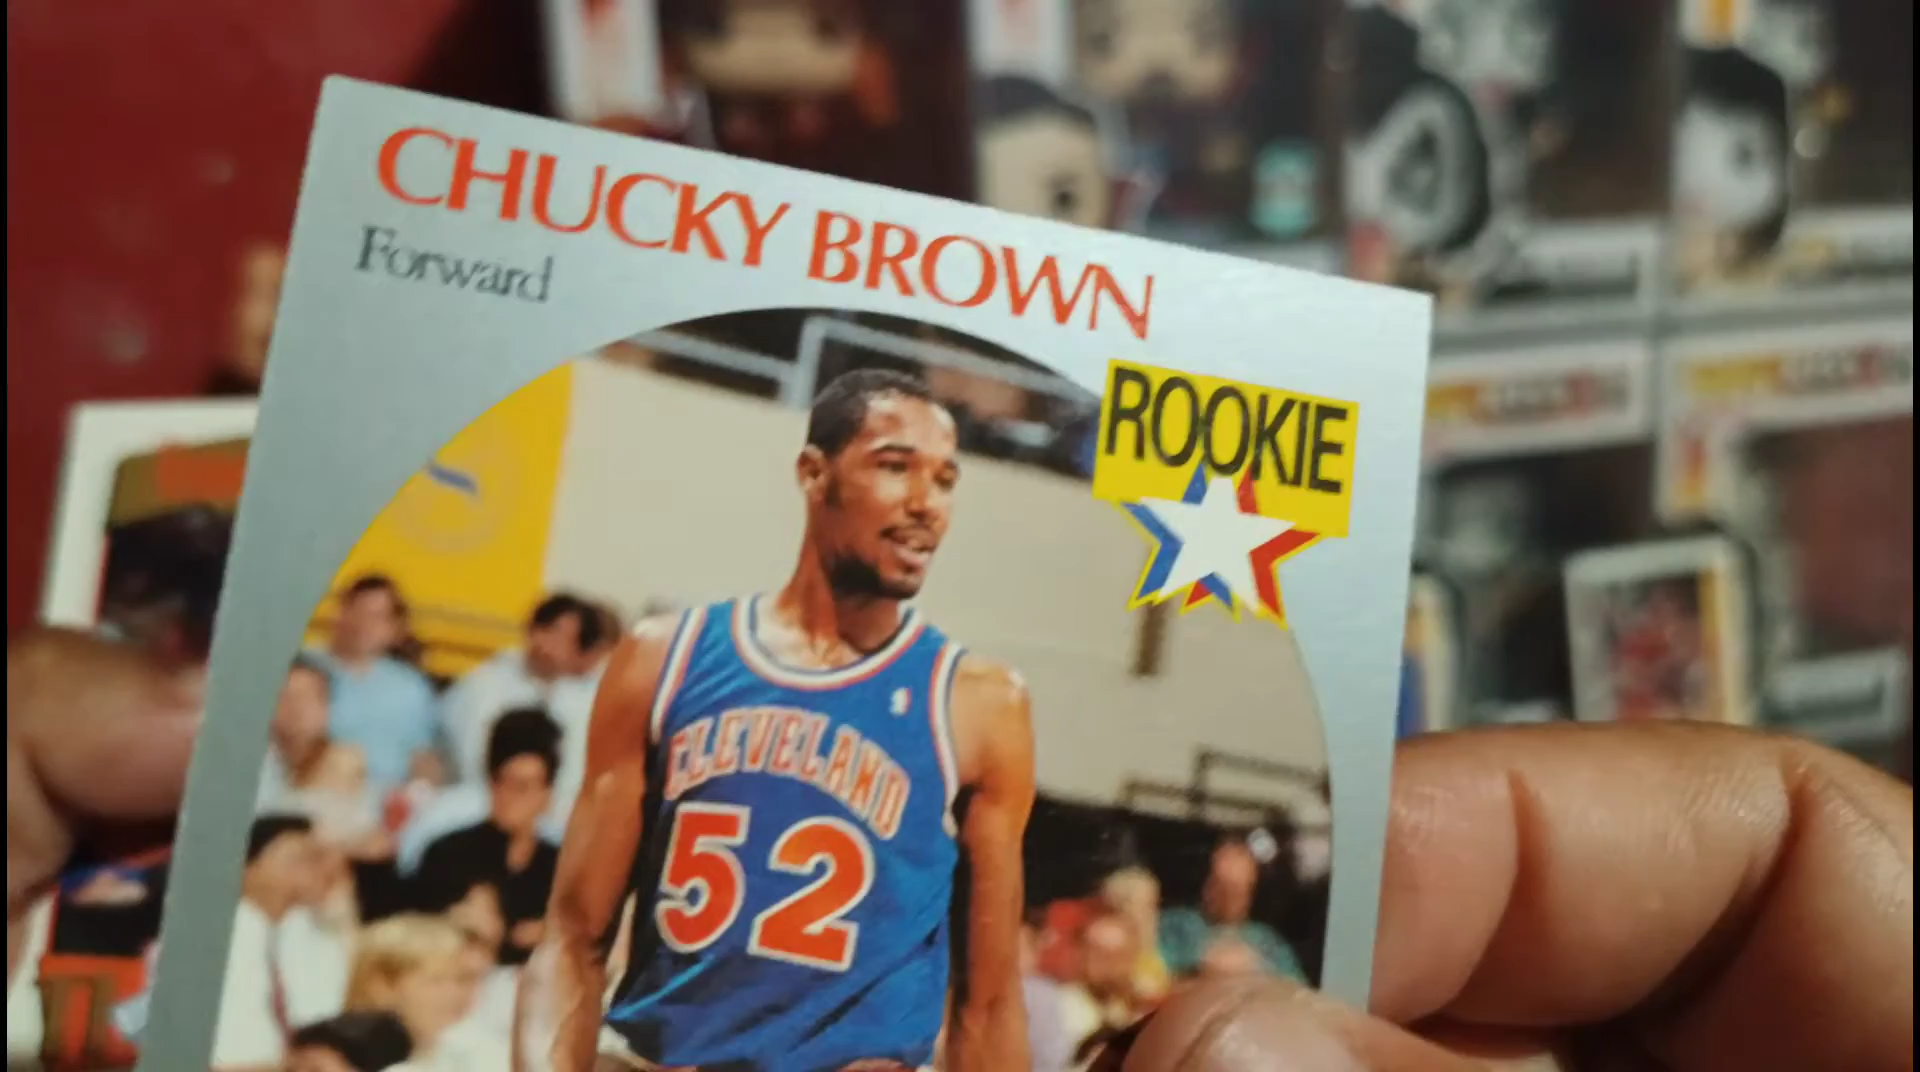 CHUCKY BROWN
Forward
ROOKIE
CLEVELAND
52